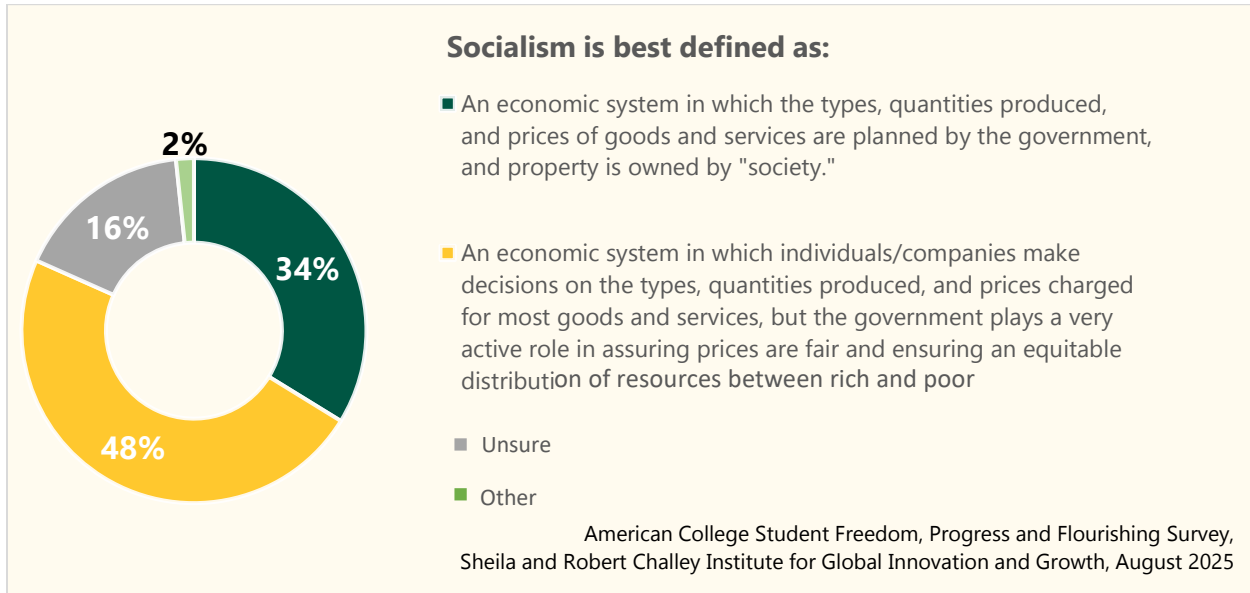 Socialism is best defined as:
An economic system in which the types, quantities produced,
and prices of goods and services are planned by the government,
and property is owned by "society."
2%
16%
34%
48%
An economic system in which individuals/companies make
decisions on the types, quantities produced, and prices charged
for most goods and services, but the government plays a very
active role in assuring prices are fair and ensuring an equitable
distribution of resources between rich and poor
Unsure
Other
American College Student Freedom, Progress and Flourishing Survey,
Sheila and Robert Challey Institute for Global Innovation and Growth, August 2025